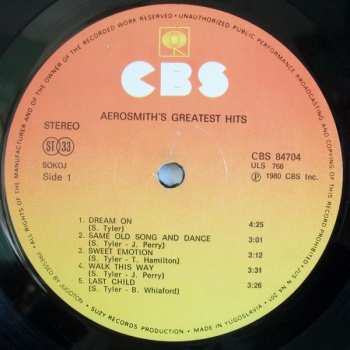 ALL RIGHTS OF THE MANUFACTURER AND OF THE OWNER OF THE RECORDED WORK RESERVED • UNAUTHORIZED PUBLIC PERFORMANCE BROADCASTING AND COPYING OF THIS RECORD PROHIBITED
CBS
AEROSMITH'S GREATEST HITS
STEREO
CBS 84704
ULS 766
ST 33
SOKOJ
Ⓟ 1980 CBS Inc.
Side 1
1 DREAM ON 4:25
(S. Tyler)
2 SAME OLD SONG AND DANCE 3:01
(S. Tyler - J. Perry)
3 SWEET EMOTION 3:12
(S. Tyler - T. Hamilton)
4 WALK THIS WAY 3:31
(S. Tyler - J. Perry)
5 LAST CHILD 3:26
(S. Tyler - B. Whiaford)
SUZY RECORDS PRODUCTION • MADE IN YUGOSLAVIA